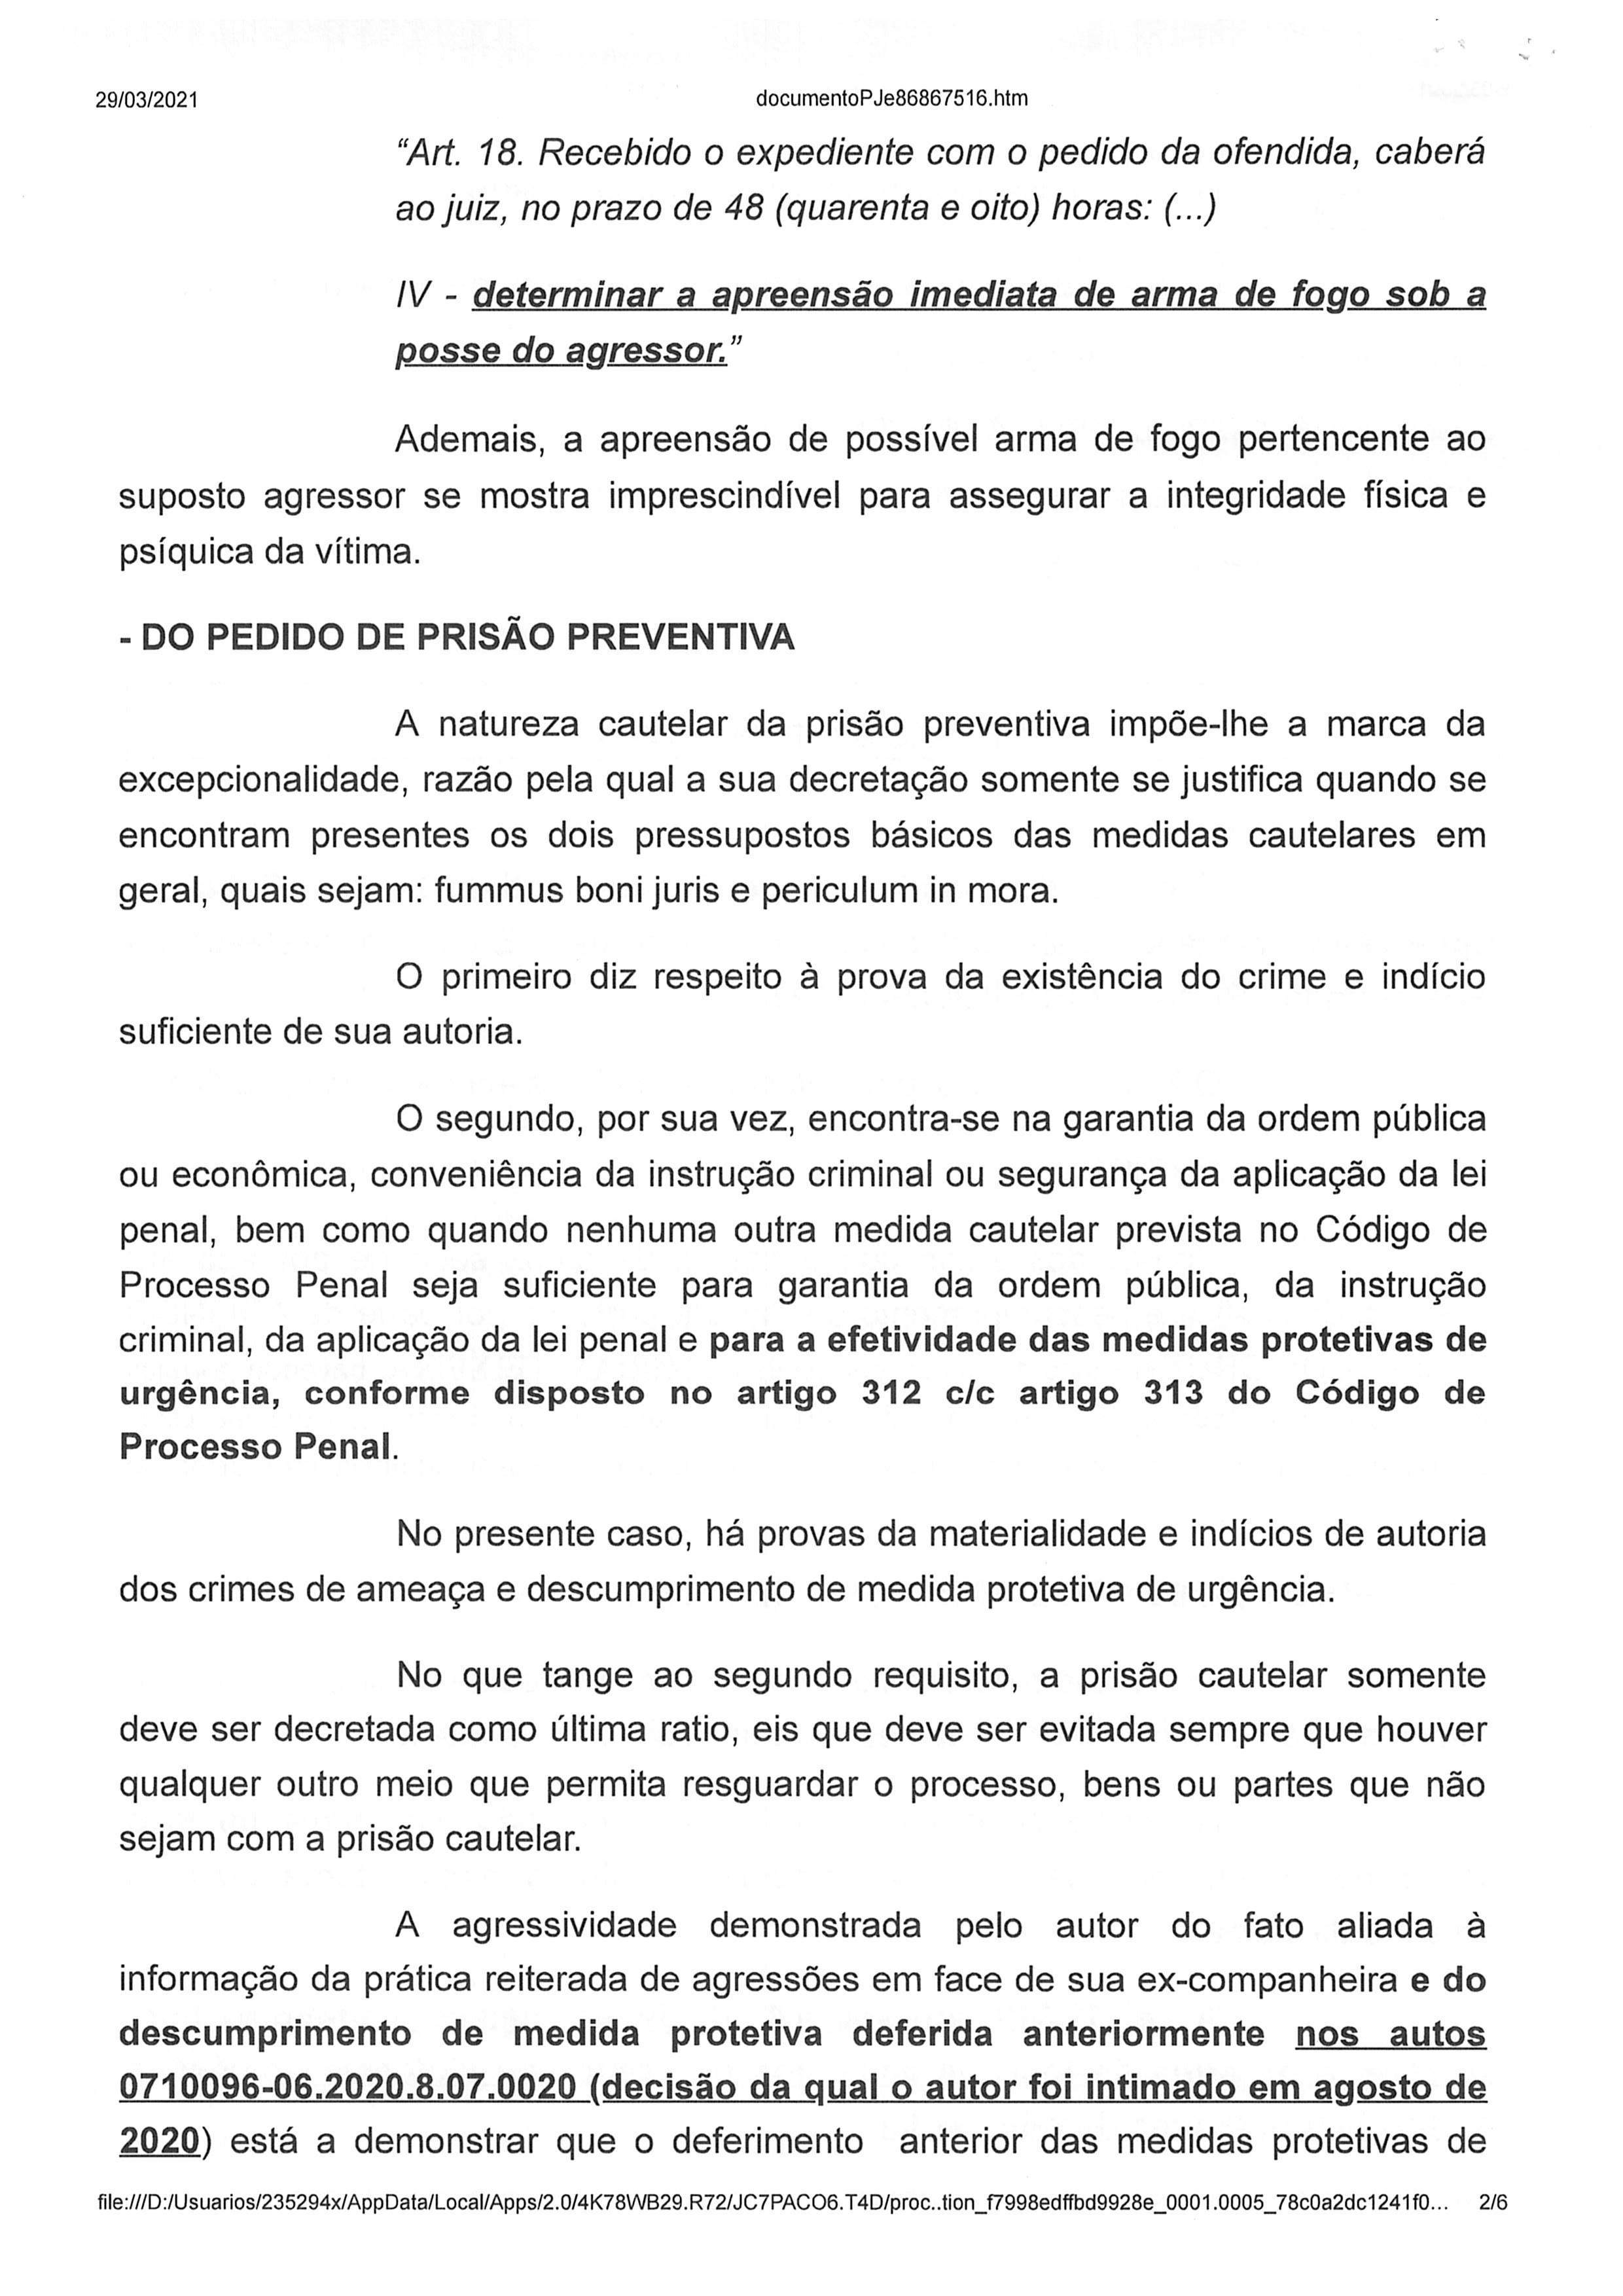 29/03/2021 documentoPJe86867516.htm
“Art. 18. Recebido o expediente com o pedido da ofendida, caberá
ao juiz, no prazo de 48 (quarenta e oito) horas: (...)
IV - determinar a apreensão imediata de arma de fogo sob a
posse do agressor.”
Ademais, a apreensão de possível arma de fogo pertencente ao
suposto agressor se mostra imprescindível para assegurar a integridade física e
psíquica da vítima.
- DO PEDIDO DE PRISÃO PREVENTIVA
A natureza cautelar da prisão preventiva impõe-lhe a marca da
excepcionalidade, razão pela qual a sua decretação somente se justifica quando se
encontram presentes os dois pressupostos básicos das medidas cautelares em
geral, quais sejam: fummus boni juris e periculum in mora.
O primeiro diz respeito à prova da existência do crime e indício
suficiente de sua autoria.
O segundo, por sua vez, encontra-se na garantia da ordem pública
ou econômica, conveniência da instrução criminal ou segurança da aplicação da lei
penal, bem como quando nenhuma outra medida cautelar prevista no Código de
Processo Penal seja suficiente para garantia da ordem pública, da instrução
criminal, da aplicação da lei penal e para a efetividade das medidas protetivas de
urgência, conforme disposto no artigo 312 c/c artigo 313 do Código de
Processo Penal.
No presente caso, há provas da materialidade e indícios de autoria
dos crimes de ameaça e descumprimento de medida protetiva de urgência.
No que tange ao segundo requisito, a prisão cautelar somente
deve ser decretada como última ratio, eis que deve ser evitada sempre que houver
qualquer outro meio que permita resguardar o processo, bens ou partes que não
sejam com a prisão cautelar.
A agressividade demonstrada pelo autor do fato aliada à
informação da prática reiterada de agressões em face de sua ex-companheira e do
descumprimento de medida protetiva deferida anteriormente nos autos
0710096-06.2020.8.07.0020 (decisão da qual o autor foi intimado em agosto de
2020) está a demonstrar que o deferimento anterior das medidas protetivas de
file:///D:/Usuarios/235294x/AppData/Local/Apps/2.0/4K78WB29.R72/JC7PACO6.T4D/proc..tion_f7998edffbd9928e_0001.0005_78c0a2dc1241f0... 2/6